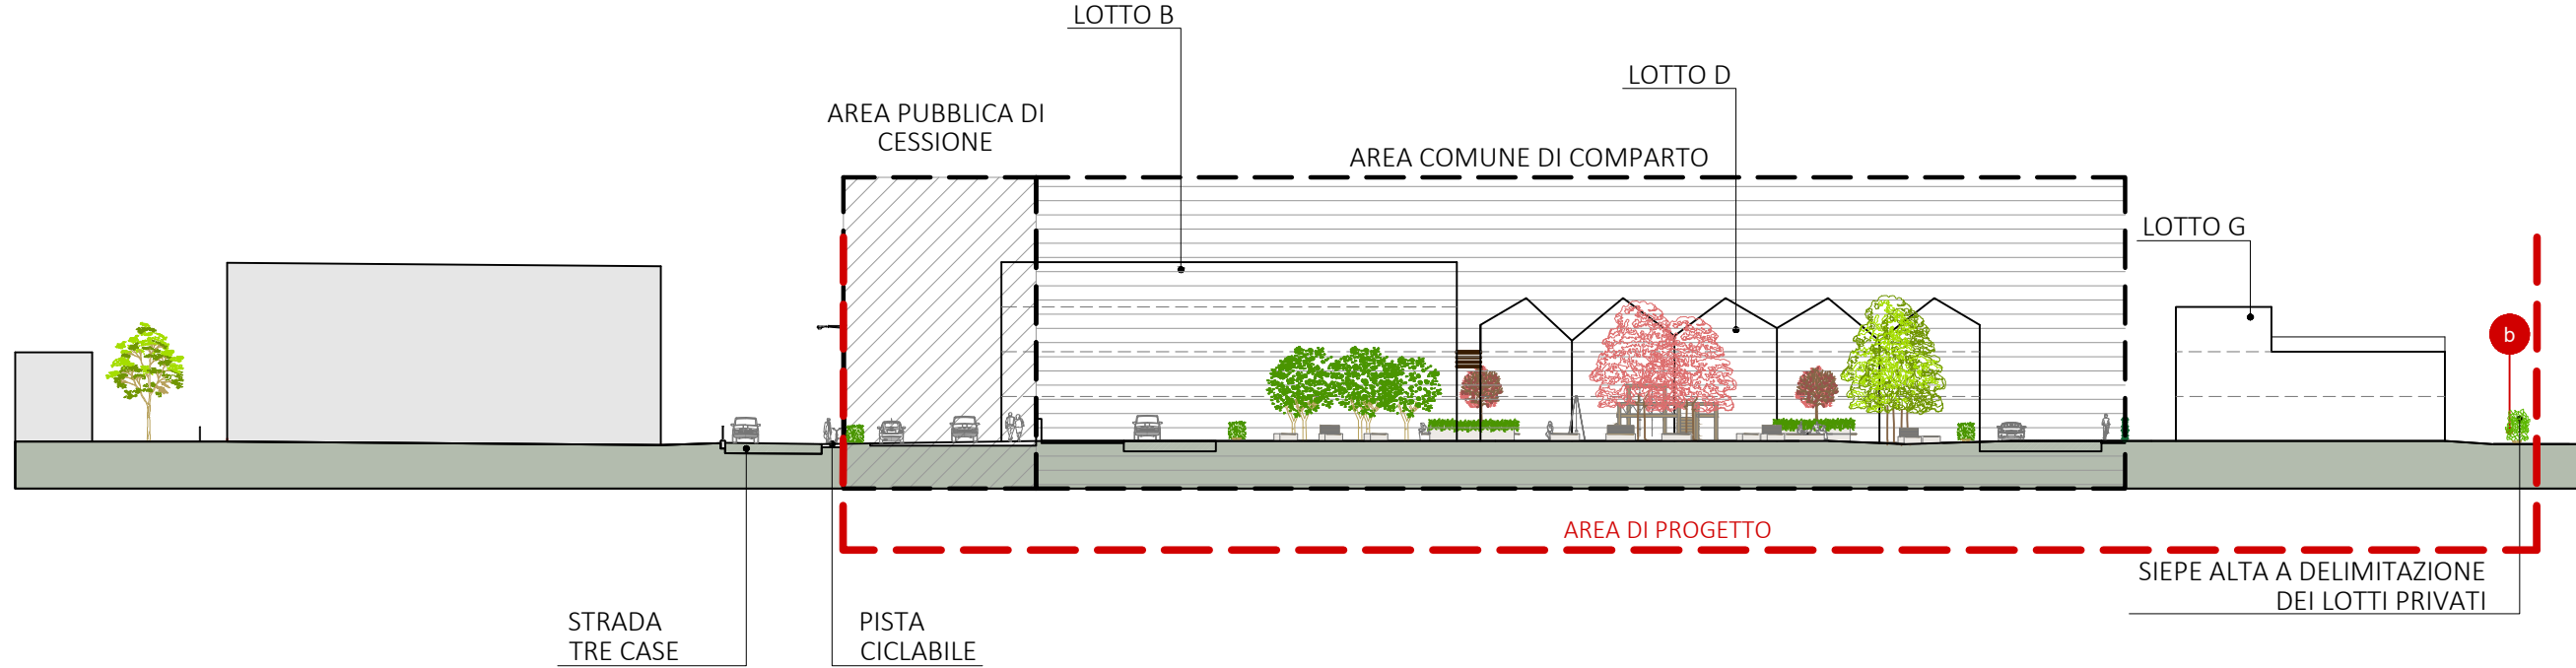 LOTTO B
LOTTO D
AREA PUBBLICA DI
CESSIONE
AREA COMUNE DI COMPARTO
LOTTO G
b
AREA DI PROGETTO
SIEPE ALTA A DELIMITAZIONE
DEI LOTTI PRIVATI
STRADA
TRE CASE
PISTA
CICLABILE